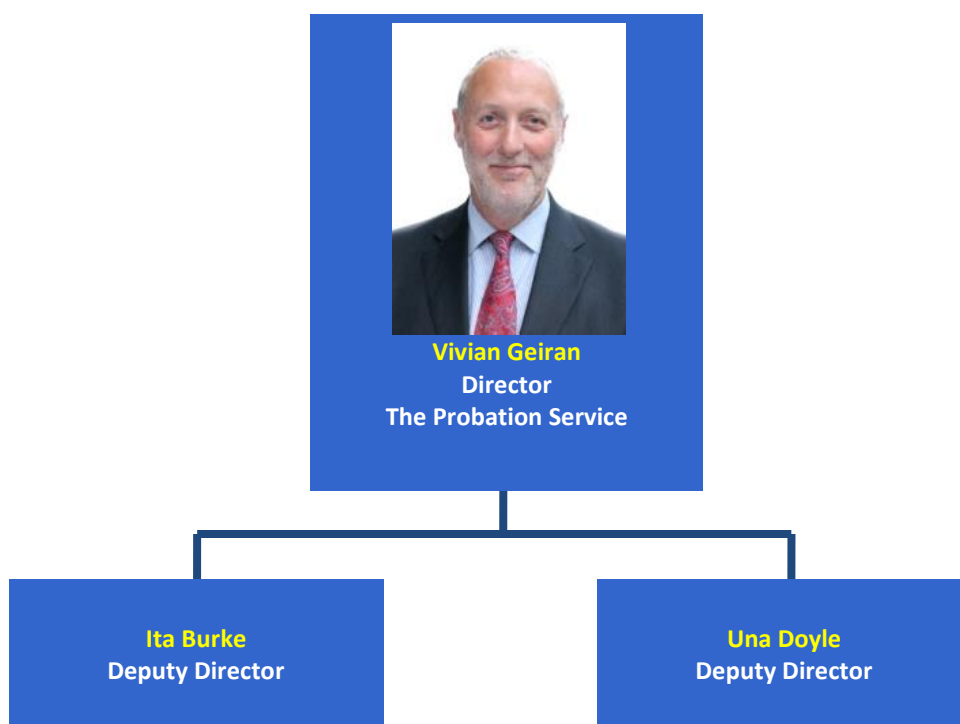 Vivian Geiran
Director
The Probation Service
Ita Burke
Deputy Director
Una Doyle
Deputy Director